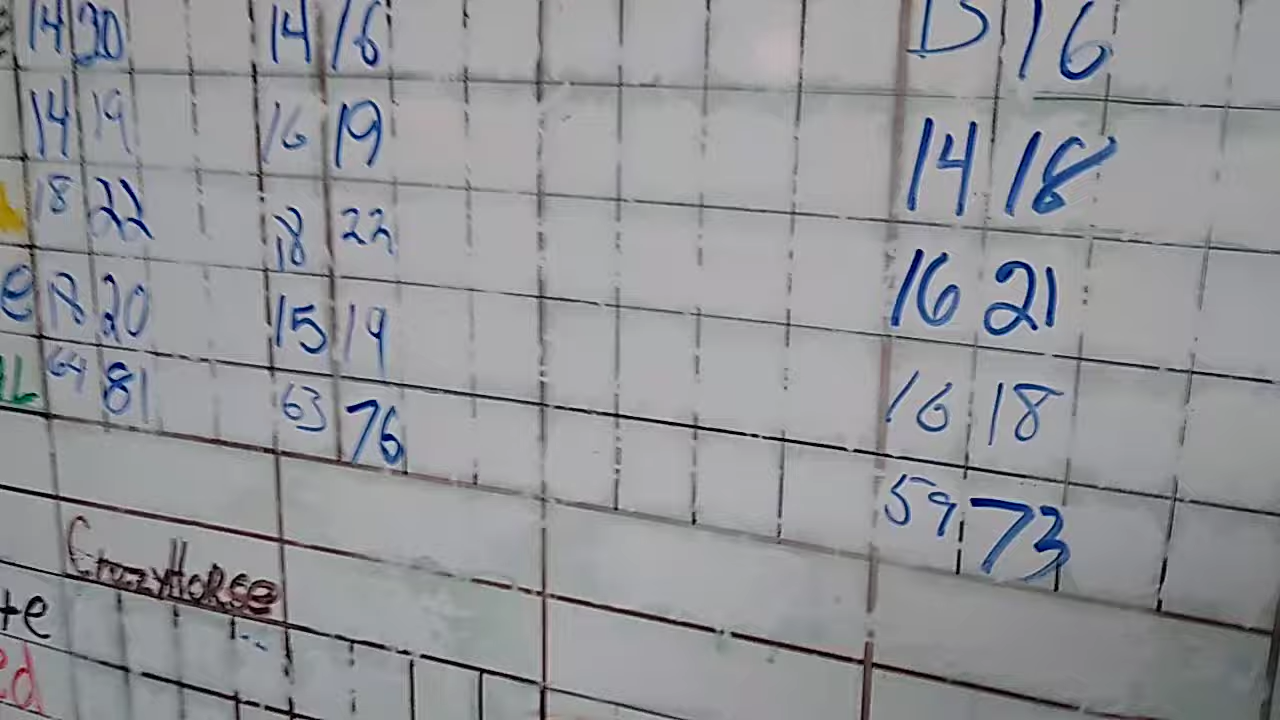 14 20 14 16 13 16
14 19 16 19 14 18
18 22 18 22 16 21
e 18 20 15 19 16 18
64 81 63 76 59 73
CrazyHorse
te
ed